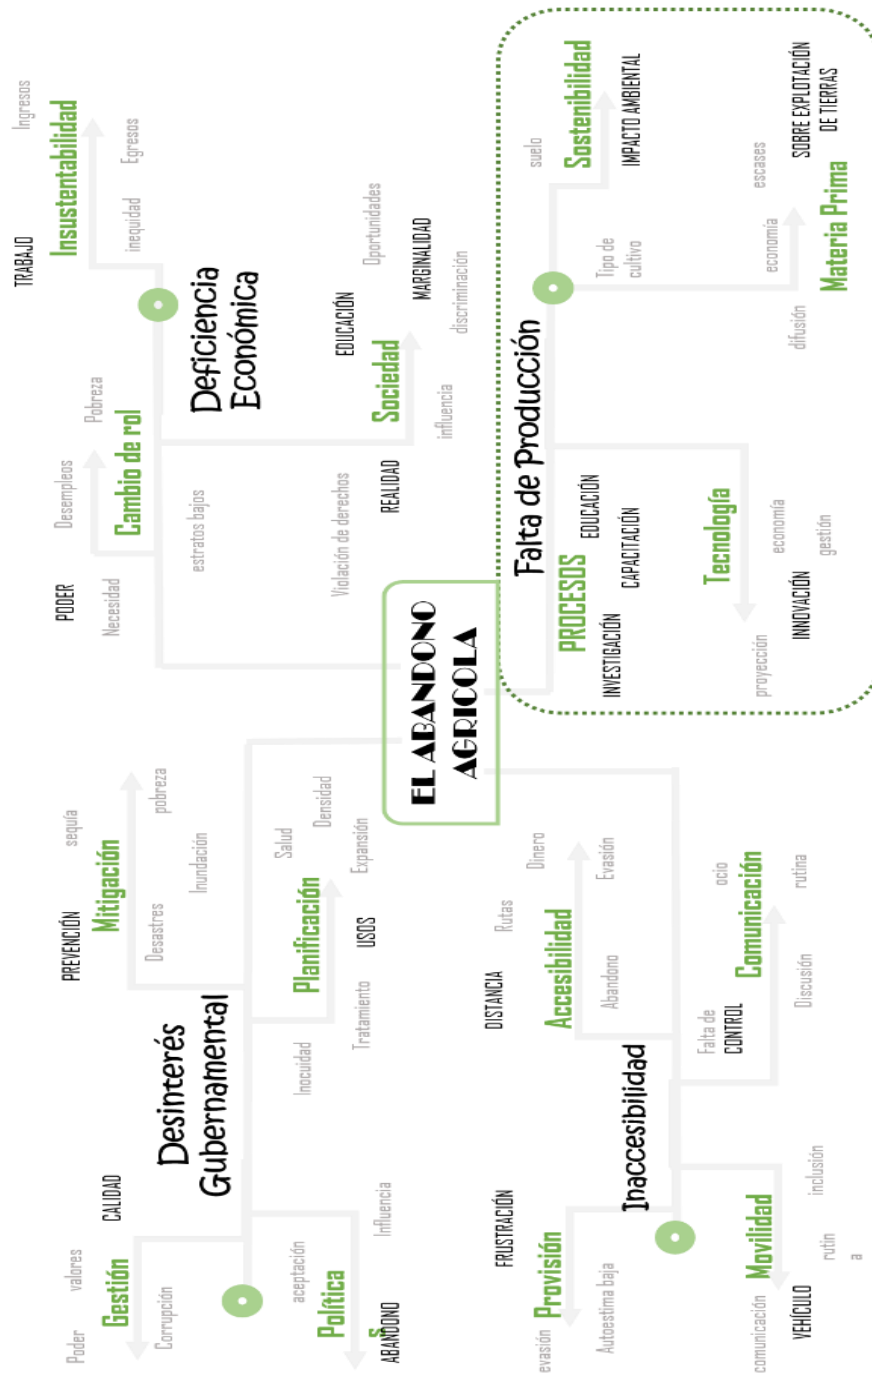 EL ABANDONO
AGRICOLA
Desinterés
Gubernamental
Gestión
Poder
valores
CALIDAD
Corrupción
Política
s
aceptación
Influencia
ABANDONO
Mitigación
PREVENCIÓN
sequía
Desastres
Inundación
pobreza
Planificación
Salud
Densidad
Inocuidad
Tratamiento
USOS
Expansión
Deficiencia
Económica
Cambio de rol
PODER
Desempleos
Pobreza
Necesidad
estratos bajos
Insustentabilidad
TRABAJO
Ingresos
inequidad
Egresos
Sociedad
EDUCACIÓN
Oportunidades
MARGINALIDAD
Violación de derechos
REALIDAD
influencia
discriminación
Inaccesibilidad
Provisión
FRUSTRACIÓN
evasión
Autoestima baja
Accesibilidad
DISTANCIA
Rutas
Dinero
Abandono
Evasión
Movilidad
comunicación
VEHÍCULO
rutin
a
inclusión
Comunicación
Falta de
CONTROL
ocio
Discusión
rutina
Falta de Producción
PROCESOS
INVESTIGACIÓN
CAPACITACIÓN
EDUCACIÓN
Tecnología
proyección
INNOVACIÓN
economía
gestión
Sostenibilidad
suelo
IMPACTO AMBIENTAL
Tipo de
cultivo
Materia Prima
difusión
economía
escases
SOBRE EXPLOTACIÓN
DE TIERRAS